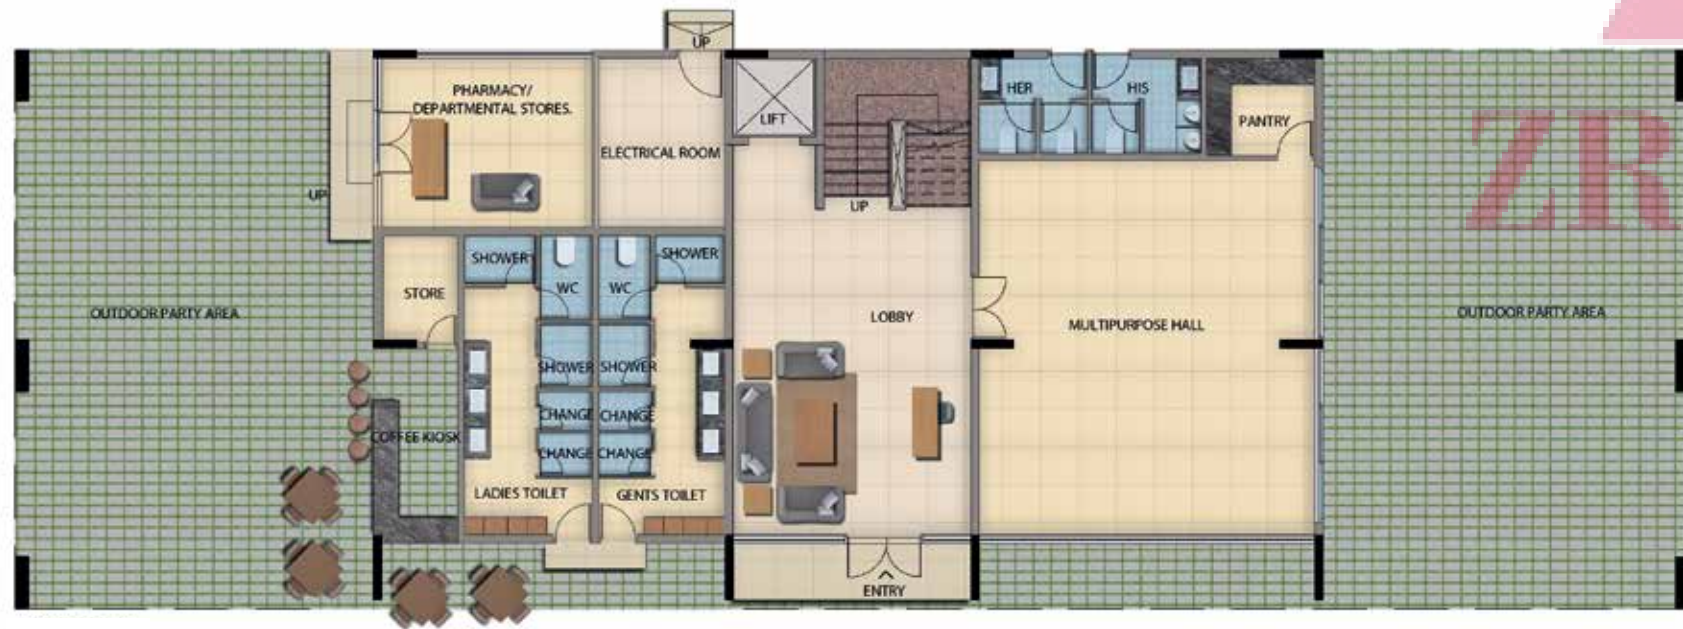 UP
PHARMACY/
DEPARTMENTAL STORES.
ELECTRICAL ROOM
LIFT
UP
HER
HIS
PANTRY
ZR
UP
SHOWER
WC
WC
SHOWER
STORE
OUTDOOR PARTY AREA
LOBBY
MULTIPURPOSE HALL
OUTDOOR PARTY AREA
SHOWER
SHOWER
CHANGE
CHANGE
COFFEE KIOSK
CHANGE
CHANGE
LADIES TOILET
GENTS TOILET
ENTRY